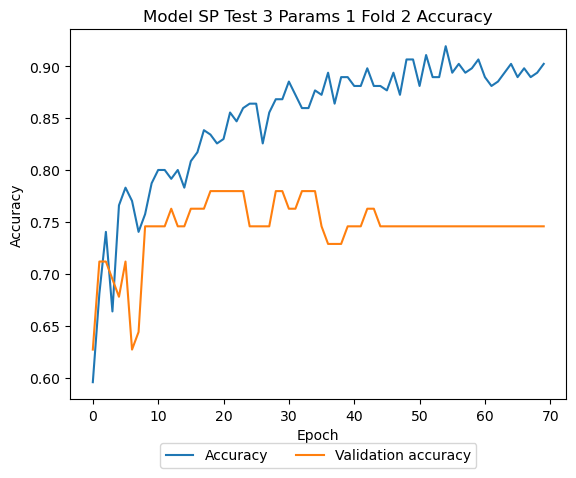 Model SP Test 3 Params 1 Fold 2 Accuracy
Accuracy
0.90
0.85
0.80
0.75
0.70
0.65
0.60
0 10 20 30 40 50 60 70
Epoch
Accuracy Validation accuracy